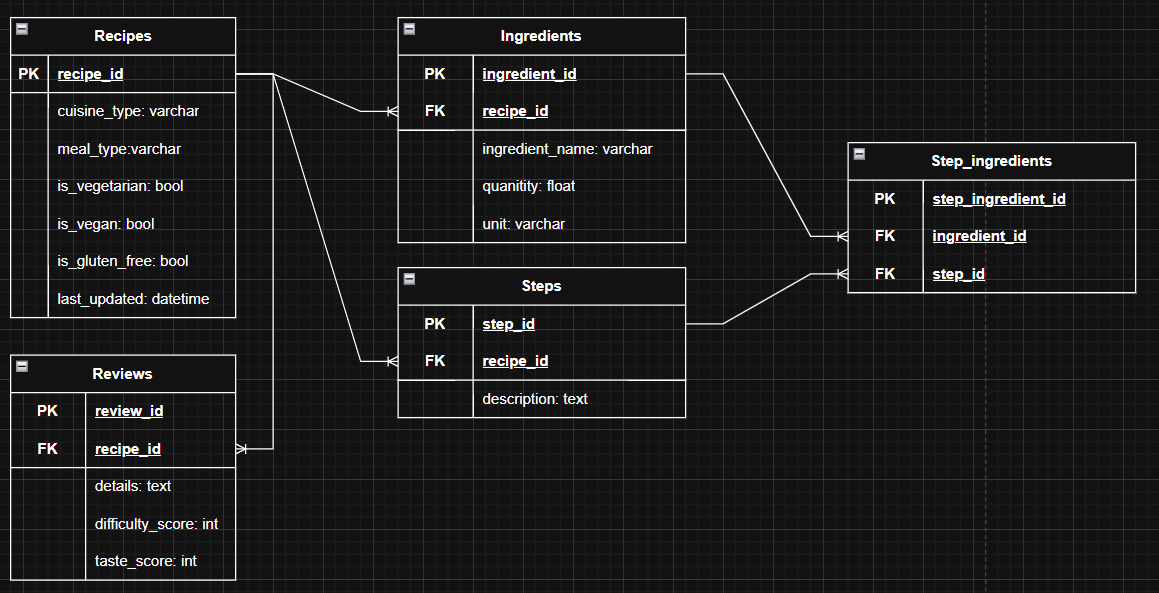 Recipes
PK recipe_id
cuisine_type: varchar
meal_type:varchar
is_vegetarian: bool
is_vegan: bool
is_gluten_free: bool
last_updated: datetime
Reviews
PK review_id
FK recipe_id
details: text
difficulty_score: int
taste_score: int
Ingredients
PK ingredient_id
FK recipe_id
ingredient_name: varchar
quanitity: float
unit: varchar
Steps
PK step_id
FK recipe_id
description: text
Step_ingredients
PK step_ingredient_id
FK ingredient_id
FK step_id